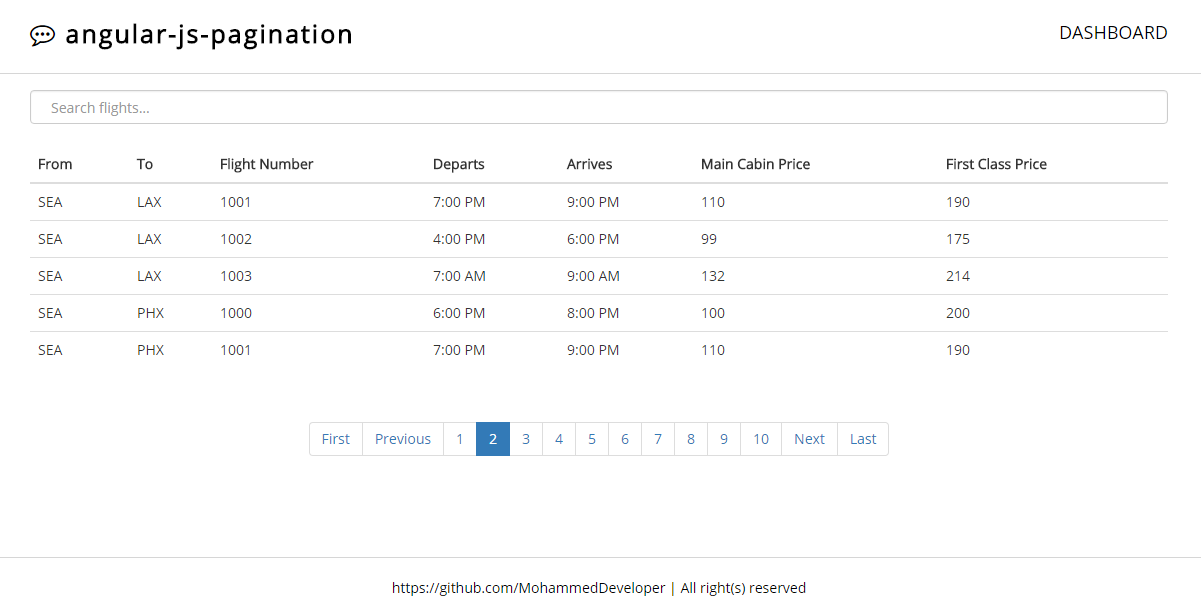 angular-js-pagination DASHBOARD
Search flights...
From To Flight Number Departs Arrives Main Cabin Price First Class Price
SEA LAX 1001 7:00 PM 9:00 PM 110 190
SEA LAX 1002 4:00 PM 6:00 PM 99 175
SEA LAX 1003 7:00 AM 9:00 AM 132 214
SEA PHX 1000 6:00 PM 8:00 PM 100 200
SEA PHX 1001 7:00 PM 9:00 PM 110 190
First Previous 1 2 3 4 5 6 7 8 9 10 Next Last
https://github.com/MohammedDeveloper | All right(s) reserved